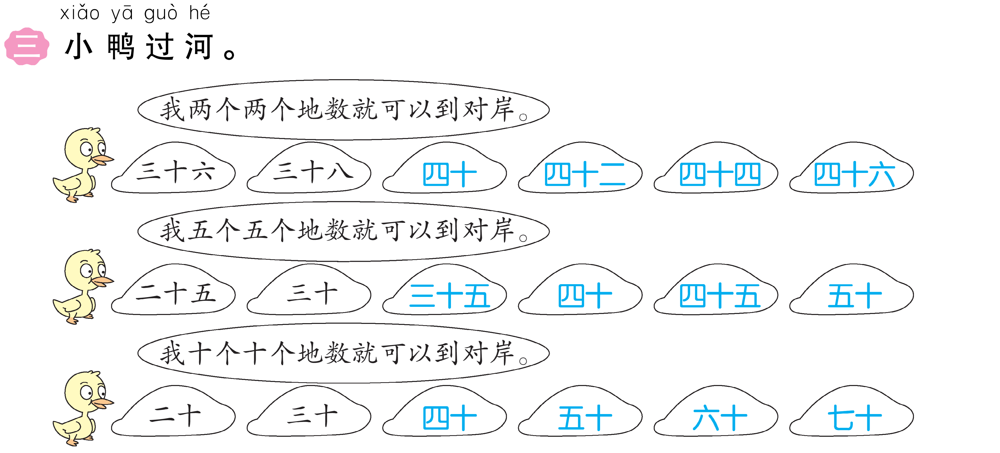 xiǎo yā guò hé
三 小鸭过河。
我两个两个地数就可以到对岸。
三十六 三十八 四十 四十二 四十四 四十六
我五个五个地数就可以到对岸。
二十五 三十 三十五 四十 四十五 五十
我十个十个地数就可以到对岸。
二十 三十 四十 五十 六十 七十